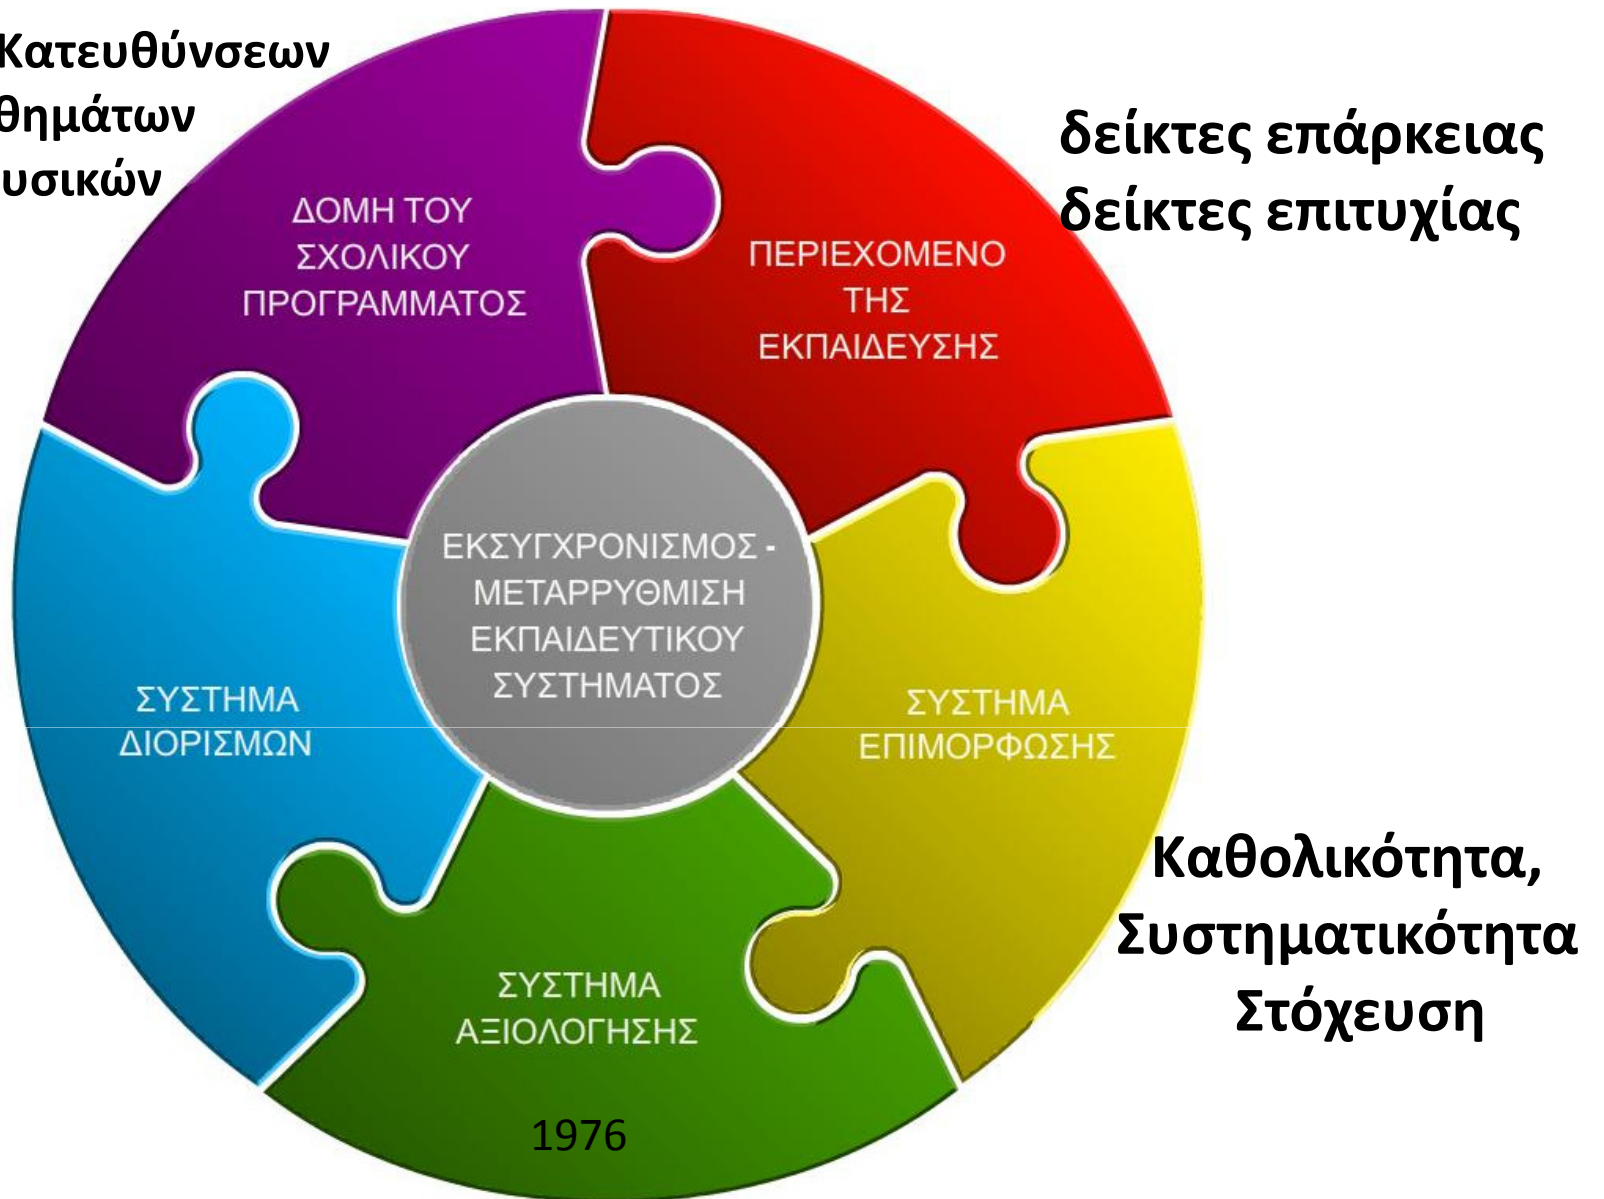 Κατευθύνσεων
θημάτων
υσικών
δείκτες επάρκειας
δείκτες επιτυχίας
ΔΟΜΗ ΤΟΥ
ΣΧΟΛΙΚΟΥ
ΠΡΟΓΡΑΜΜΑΤΟΣ
ΠΕΡΙΕΧΟΜΕΝΟ
ΤΗΣ
ΕΚΠΑΙΔΕΥΣΗΣ
ΕΚΣΥΓΧΡΟΝΙΣΜΟΣ -
ΜΕΤΑΡΡΥΘΜΙΣΗ
ΕΚΠΑΙΔΕΥΤΙΚΟΥ
ΣΥΣΤΗΜΑΤΟΣ
ΣΥΣΤΗΜΑ
ΔΙΟΡΙΣΜΩΝ
ΣΥΣΤΗΜΑ
ΕΠΙΜΟΡΦΩΣΗΣ
Καθολικότητα,
Συστηματικότητα
Στόχευση
ΣΥΣΤΗΜΑ
ΑΞΙΟΛΟΓΗΣΗΣ
1976